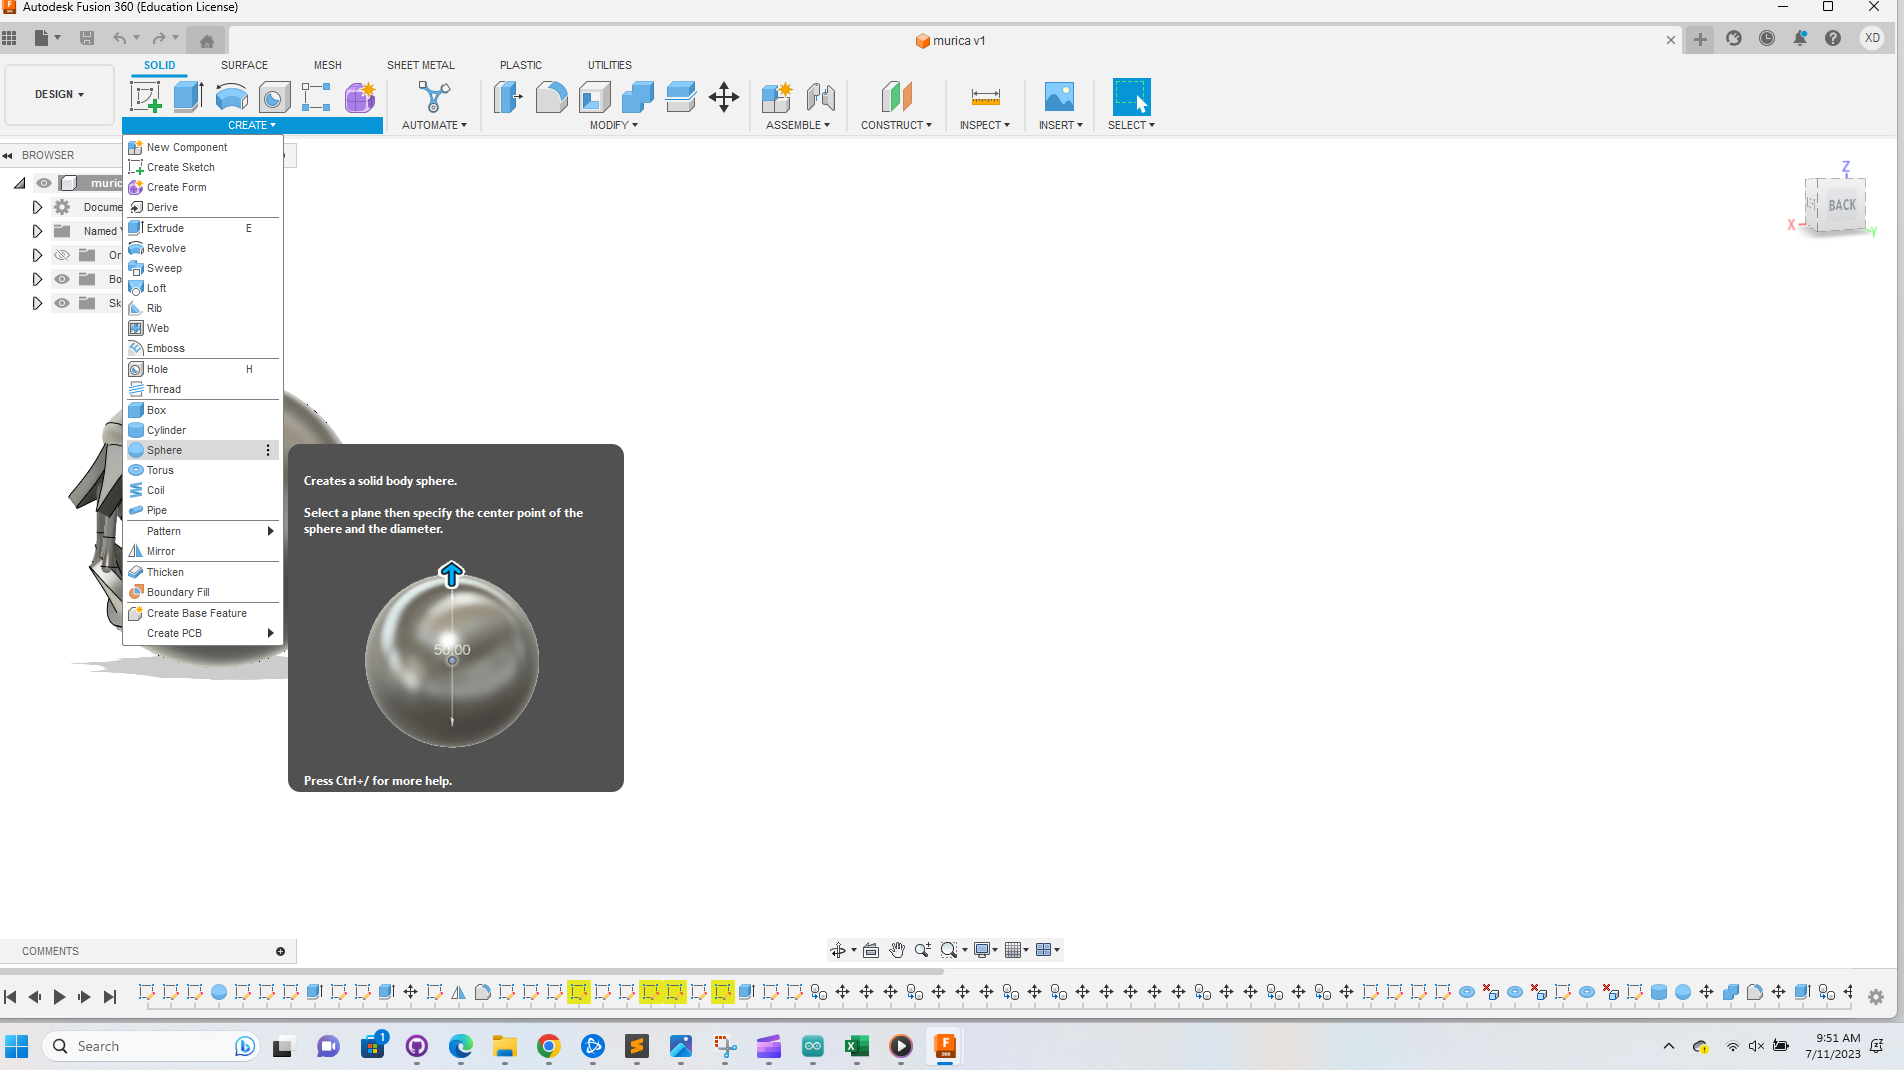 Autodesk Fusion 360 (Education License)
murica v1
XD
SOLID
SURFACE
MESH
SHEET METAL
PLASTIC
UTILITIES
DESIGN
CREATE
AUTOMATE
MODIFY
ASSEMBLE
CONSTRUCT
INSPECT
INSERT
SELECT
BROWSER
muric
Docume
Named V
Or
Bo
Sk
New Component
Create Sketch
Create Form
Derive
Extrude E
Revolve
Sweep
Loft
Rib
Web
Emboss
Hole H
Thread
Box
Cylinder
Sphere
Torus
Coil
Pipe
Pattern
Mirror
Thicken
Boundary Fill
Create Base Feature
Create PCB
Creates a solid body sphere.
Select a plane then specify the center point of the
sphere and the diameter.
50.00
Press Ctrl+/ for more help.
Z
BACK
X
Y
COMMENTS
Search
1
F
360
9:51 AM
7/11/2023